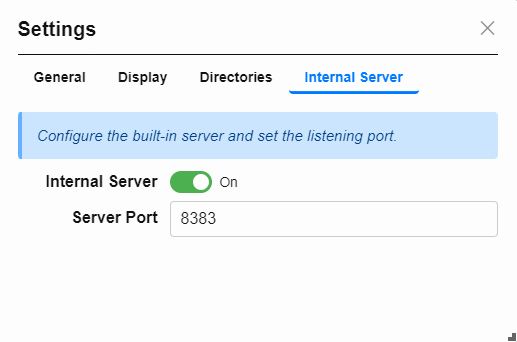 Settings
General Display Directories Internal Server
Configure the built-in server and set the listening port.
Internal Server On
Server Port 8383